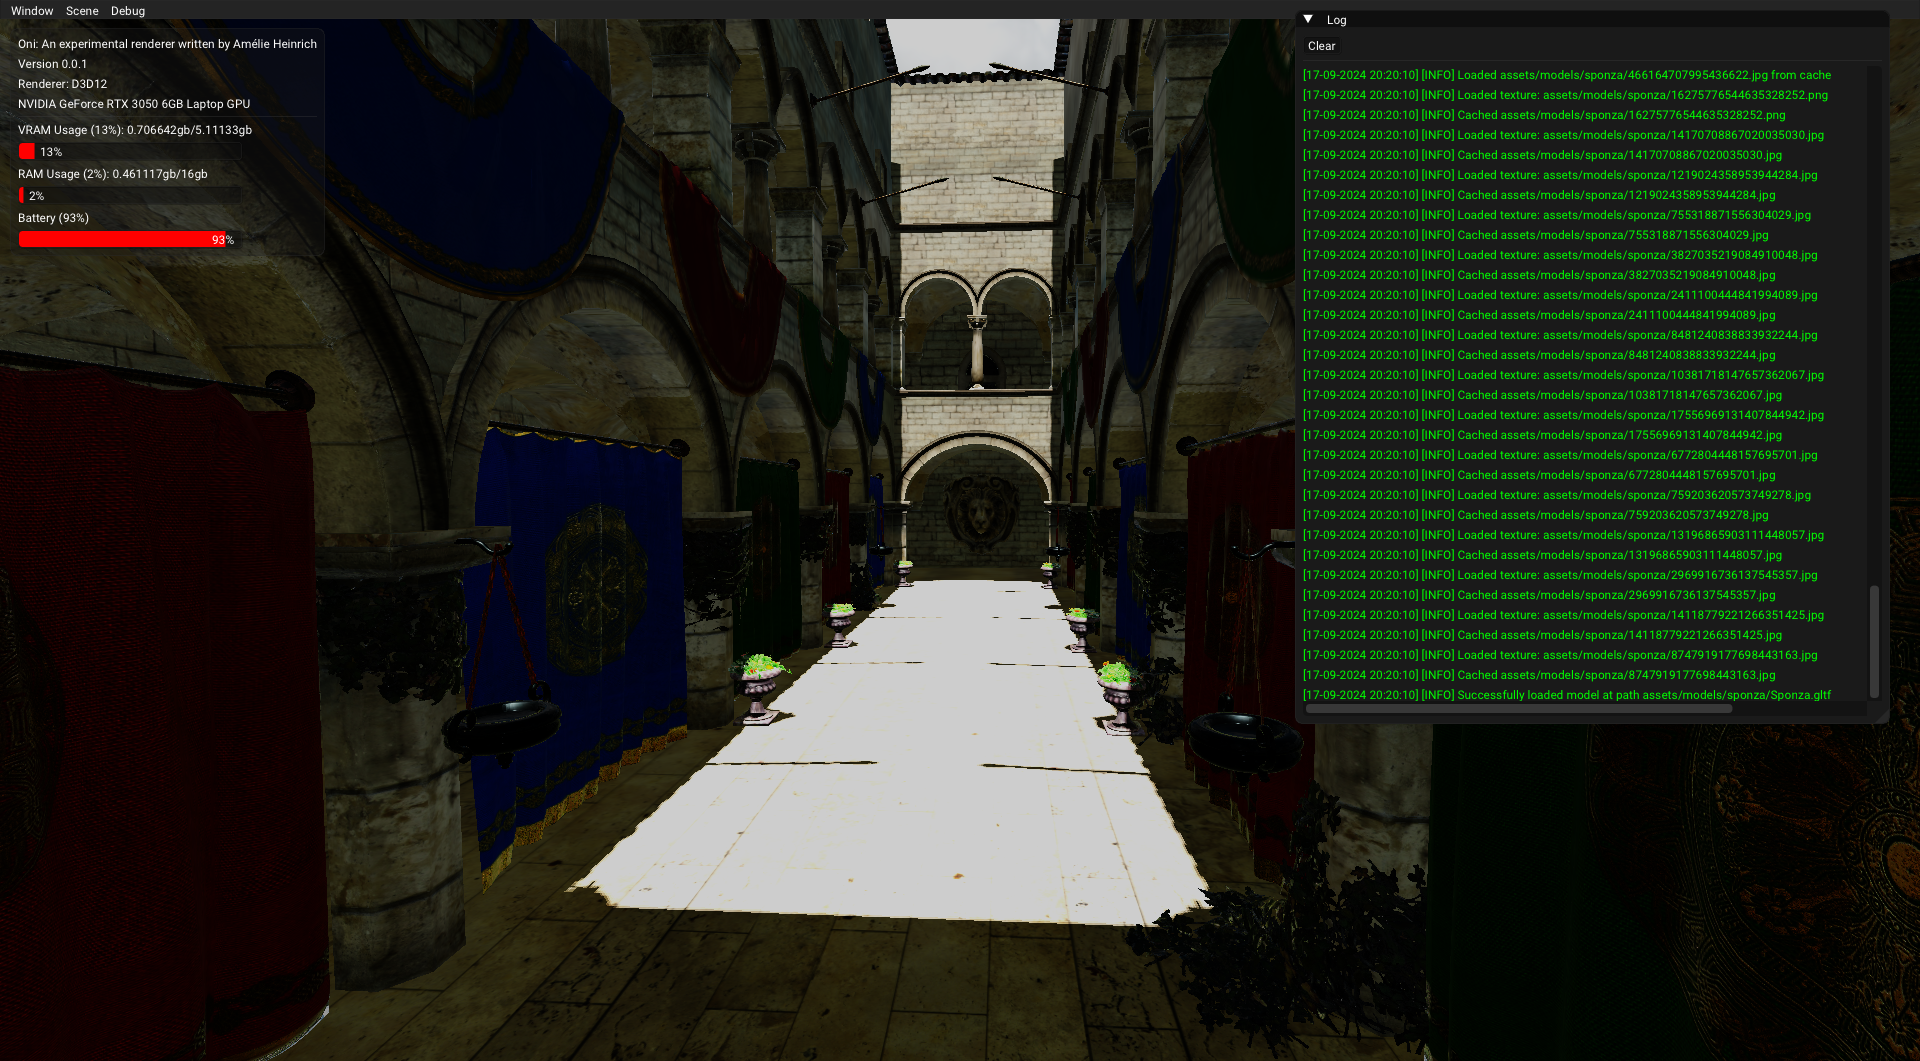 Window Scene Debug
Oni: An experimental renderer written by Amélie Heinrich
Version 0.0.1
Renderer: D3D12
NVIDIA GeForce RTX 3050 6GB Laptop GPU
VRAM Usage (13%): 0.706642gb/5.11133gb
13%
RAM Usage (2%): 0.461117gb/16gb
2%
Battery (93%)
93%
Log
Clear
[17-09-2024 20:20:10] [INFO] Loaded assets/models/sponza/466164707995436622.jpg from cache
[17-09-2024 20:20:10] [INFO] Loaded texture: assets/models/sponza/16275776544635328252.png
[17-09-2024 20:20:10] [INFO] Cached assets/models/sponza/16275776544635328252.png
[17-09-2024 20:20:10] [INFO] Loaded texture: assets/models/sponza/14170708867020035030.jpg
[17-09-2024 20:20:10] [INFO] Cached assets/models/sponza/14170708867020035030.jpg
[17-09-2024 20:20:10] [INFO] Loaded texture: assets/models/sponza/1219024358953944284.jpg
[17-09-2024 20:20:10] [INFO] Cached assets/models/sponza/1219024358953944284.jpg
[17-09-2024 20:20:10] [INFO] Loaded texture: assets/models/sponza/755318871556304029.jpg
[17-09-2024 20:20:10] [INFO] Cached assets/models/sponza/755318871556304029.jpg
[17-09-2024 20:20:10] [INFO] Loaded texture: assets/models/sponza/3827035219084910048.jpg
[17-09-2024 20:20:10] [INFO] Cached assets/models/sponza/3827035219084910048.jpg
[17-09-2024 20:20:10] [INFO] Loaded texture: assets/models/sponza/2411100444841994089.jpg
[17-09-2024 20:20:10] [INFO] Cached assets/models/sponza/2411100444841994089.jpg
[17-09-2024 20:20:10] [INFO] Loaded texture: assets/models/sponza/8481240838833932244.jpg
[17-09-2024 20:20:10] [INFO] Cached assets/models/sponza/8481240838833932244.jpg
[17-09-2024 20:20:10] [INFO] Loaded texture: assets/models/sponza/10381718147657362067.jpg
[17-09-2024 20:20:10] [INFO] Cached assets/models/sponza/10381718147657362067.jpg
[17-09-2024 20:20:10] [INFO] Loaded texture: assets/models/sponza/17556969131407844942.jpg
[17-09-2024 20:20:10] [INFO] Cached assets/models/sponza/17556969131407844942.jpg
[17-09-2024 20:20:10] [INFO] Loaded texture: assets/models/sponza/6772804448157695701.jpg
[17-09-2024 20:20:10] [INFO] Cached assets/models/sponza/6772804448157695701.jpg
[17-09-2024 20:20:10] [INFO] Loaded texture: assets/models/sponza/759203620573749278.jpg
[17-09-2024 20:20:10] [INFO] Cached assets/models/sponza/759203620573749278.jpg
[17-09-2024 20:20:10] [INFO] Loaded texture: assets/models/sponza/13196865903111448057.jpg
[17-09-2024 20:20:10] [INFO] Cached assets/models/sponza/13196865903111448057.jpg
[17-09-2024 20:20:10] [INFO] Loaded texture: assets/models/sponza/2969916736137545357.jpg
[17-09-2024 20:20:10] [INFO] Cached assets/models/sponza/2969916736137545357.jpg
[17-09-2024 20:20:10] [INFO] Loaded texture: assets/models/sponza/14118779221266351425.jpg
[17-09-2024 20:20:10] [INFO] Cached assets/models/sponza/14118779221266351425.jpg
[17-09-2024 20:20:10] [INFO] Loaded texture: assets/models/sponza/8747919177698443163.jpg
[17-09-2024 20:20:10] [INFO] Cached assets/models/sponza/8747919177698443163.jpg
[17-09-2024 20:20:10] [INFO] Successfully loaded model at path assets/models/sponza/Sponza.gltf